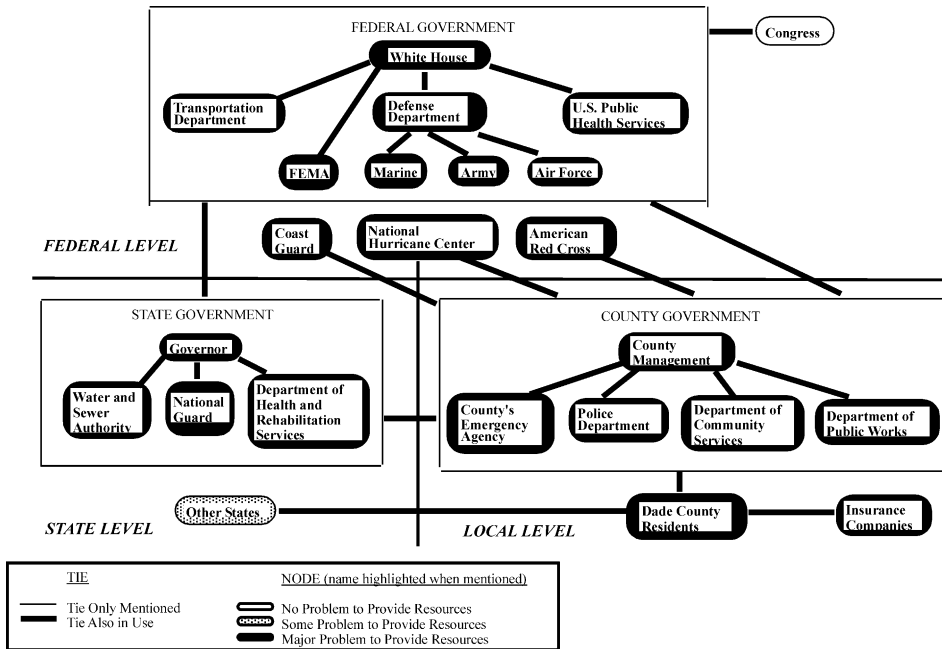 FEDERAL GOVERNMENT
Congress
White House
Transportation
Department
Defense
Department
U.S. Public
Health Services
FEMA
Marine
Army
Air Force
FEDERAL LEVEL
Coast
Guard
National
Hurricane Center
American
Red Cross
STATE GOVERNMENT
Governor
Water and
Sewer
Authority
National
Guard
Department of
Health and
Rehabilitation
Services
COUNTY GOVERNMENT
County
Management
County's
Emergency
Agency
Police
Department
Department of
Community
Services
Department of
Public Works
STATE LEVEL
Other States
LOCAL LEVEL
Dade County
Residents
Insurance
Companies
TIE
Tie Only Mentioned
Tie Also in Use
NODE (name highlighted when mentioned)
No Problem to Provide Resources
Some Problem to Provide Resources
Major Problem to Provide Resources